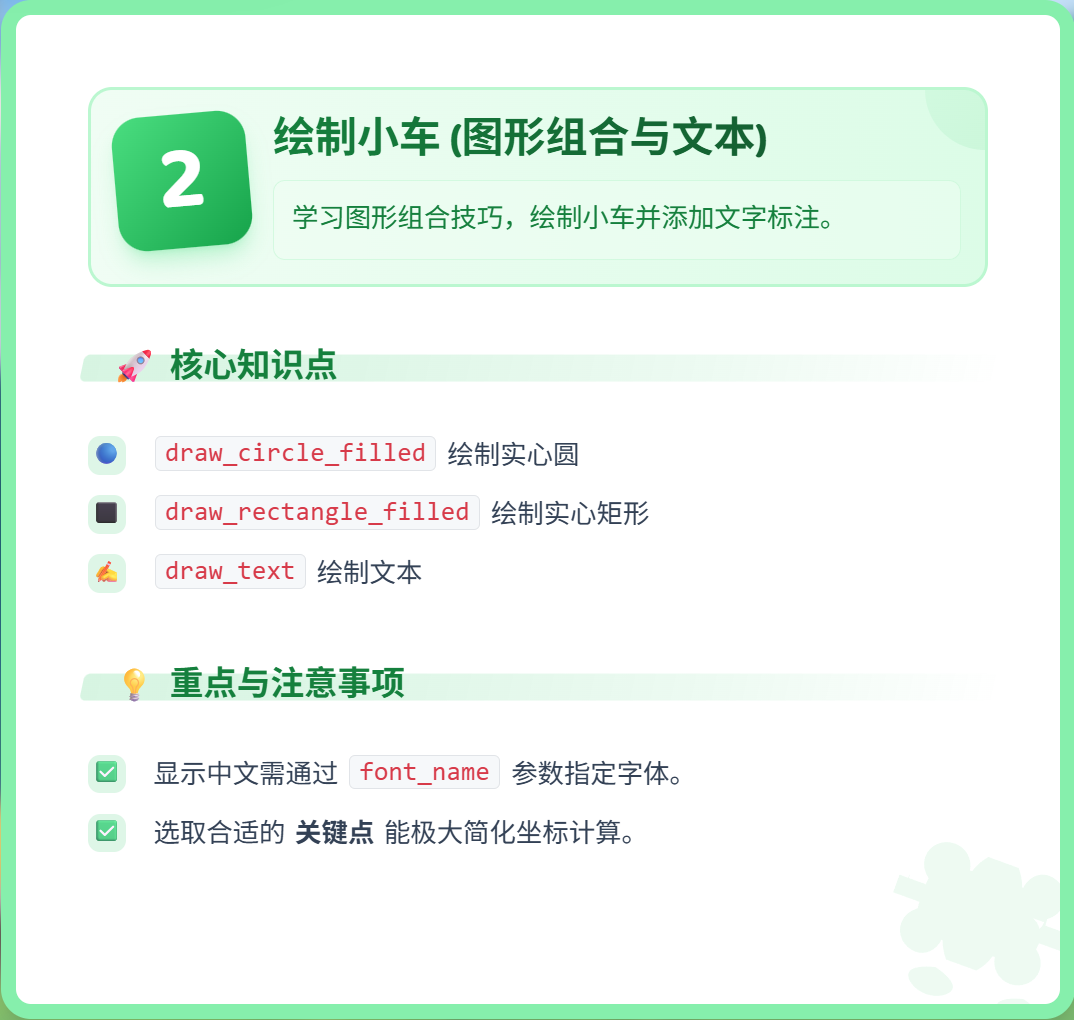 2
绘制小车 (图形组合与文本)
学习图形组合技巧，绘制小车并添加文字标注。
核心知识点
draw_circle_filled 绘制实心圆
draw_rectangle_filled 绘制实心矩形
draw_text 绘制文本
重点与注意事项
显示中文需通过 font_name 参数指定字体。
选取合适的 关键点 能极大简化坐标计算。